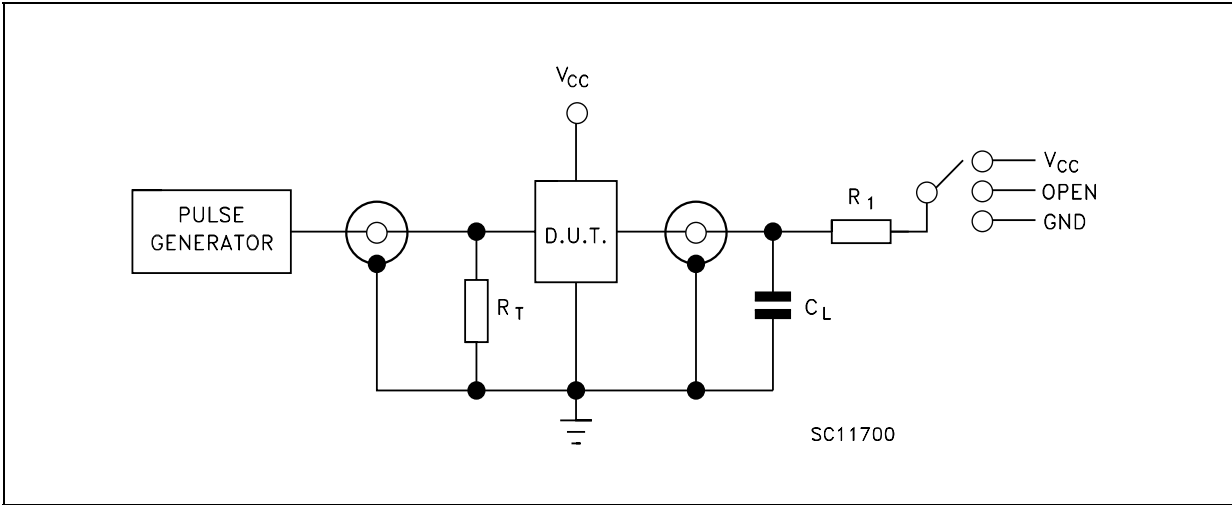 VCC
PULSE
GENERATOR
D.U.T.
RT
CL
R1
VCC
OPEN
GND
SC11700